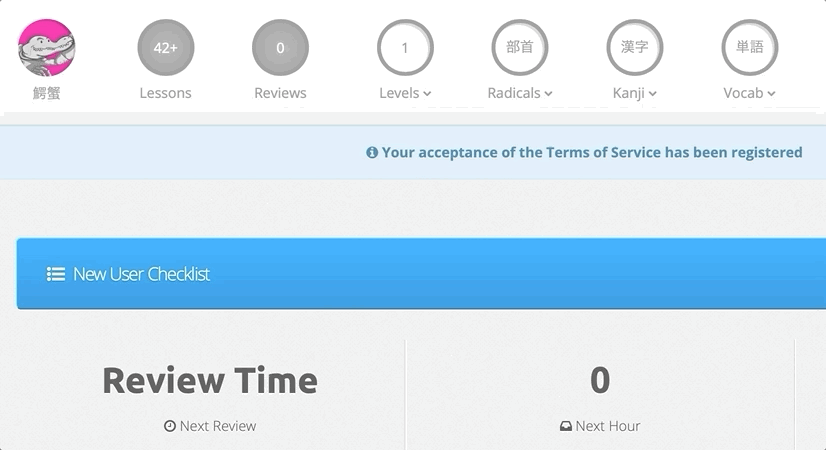 42+
0
1
部首
漢字
単語
鰐蟹
Lessons
Reviews
Levels
Radicals
Kanji
Vocab
Your acceptance of the Terms of Service has been registered
New User Checklist
Review Time
0
Next Review
Next Hour